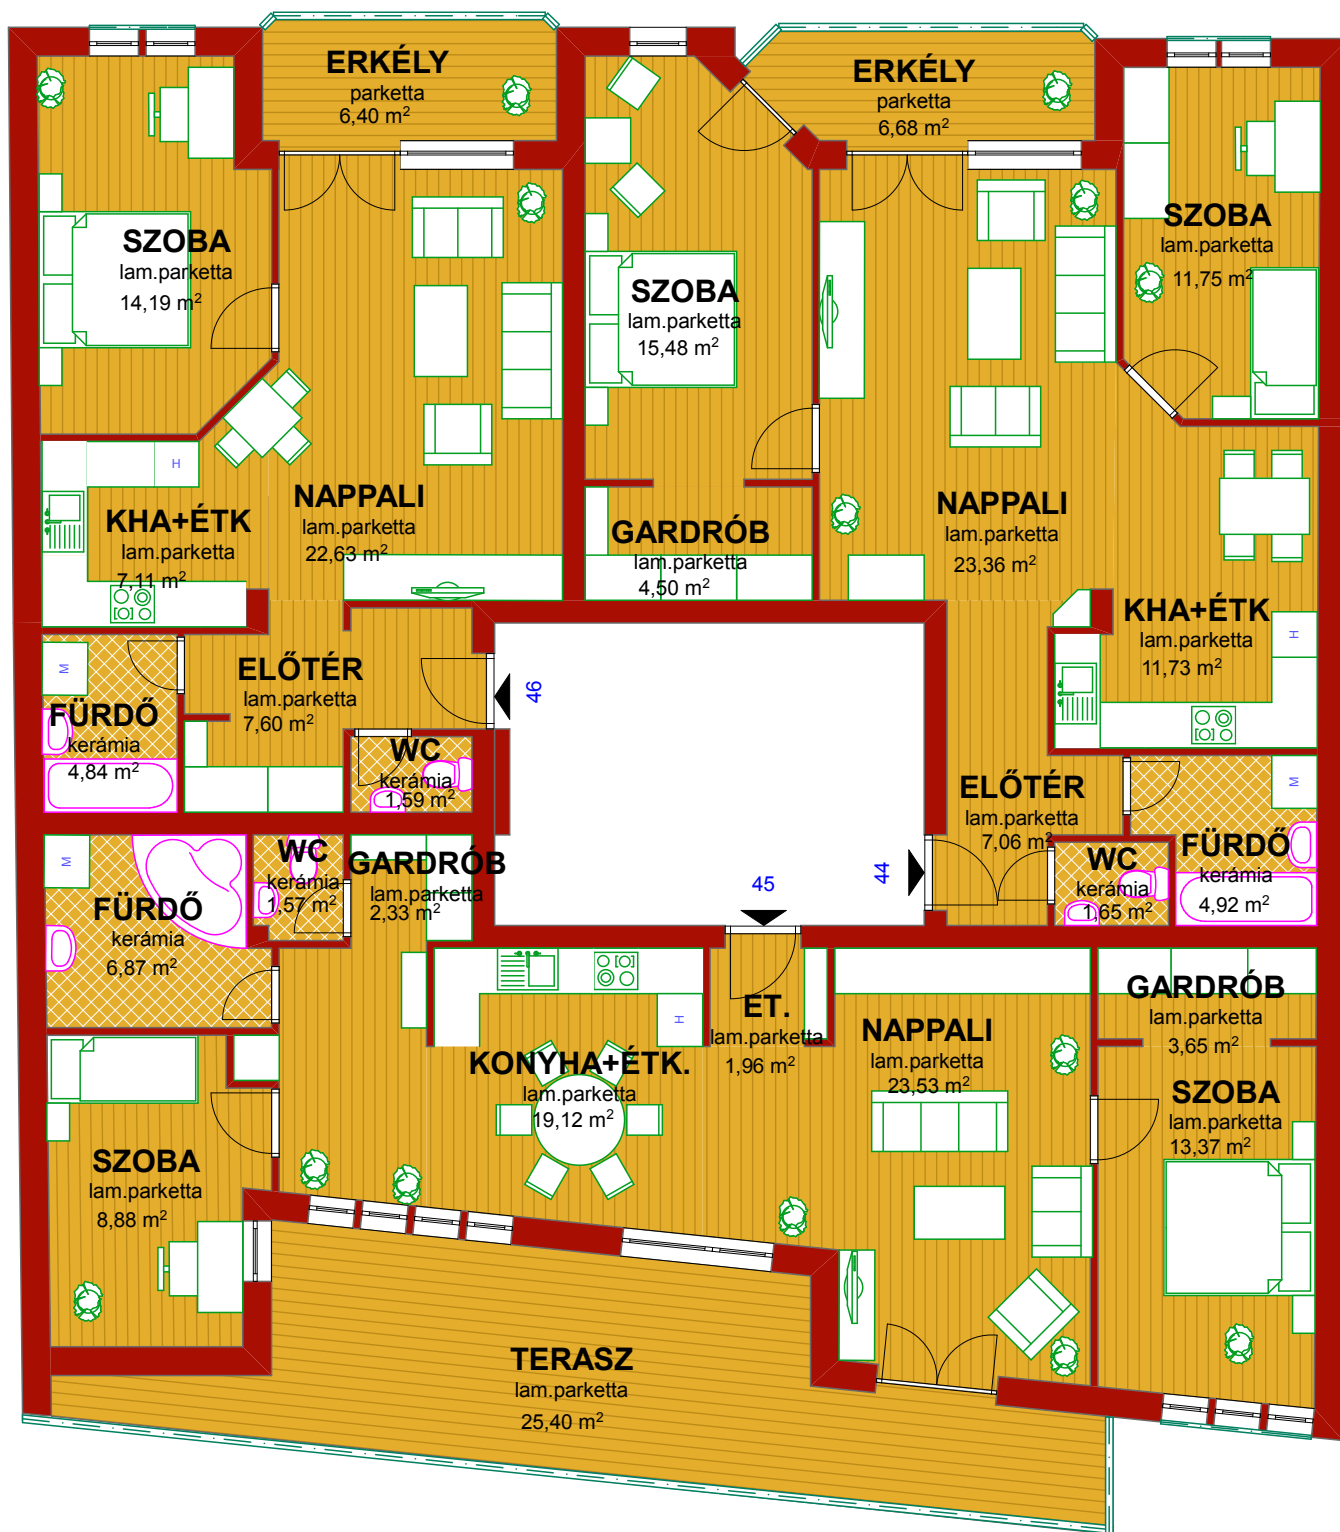 ERKÉLY
parketta
6,40 m²
ERKÉLY
parketta
6,68 m²
SZOBA
lam.parketta
14,19 m²
SZOBA
lam.parketta
15,48 m²
SZOBA
lam.parketta
11,75 m²
H
KHA+ÉTK
lam.parketta
7,11 m²
NAPPALI
lam.parketta
22,63 m²
GARDRÓB
lam.parketta
4,50 m²
NAPPALI
lam.parketta
23,36 m²
KHA+ÉTK
lam.parketta
11,73 m²
H
M
FÜRDŐ
kerámia
4,84 m²
ELŐTÉR
lam.parketta
7,60 m²
46
WC
kerámia
1,59 m²
ELŐTÉR
lam.parketta
7,06 m²
M
FÜRDŐ
kerámia
4,92 m²
WC
kerámia
1,65 m²
44
45
M
FÜRDŐ
kerámia
6,87 m²
WC
kerámia
1,57 m²
GARDRÓB
lam.parketta
2,33 m²
H
KONYHA+ÉTK.
lam.parketta
19,12 m²
ET.
lam.parketta
1,96 m²
NAPPALI
lam.parketta
23,53 m²
GARDRÓB
lam.parketta
3,65 m²
SZOBA
lam.parketta
13,37 m²
SZOBA
lam.parketta
8,88 m²
TERASZ
lam.parketta
25,40 m²